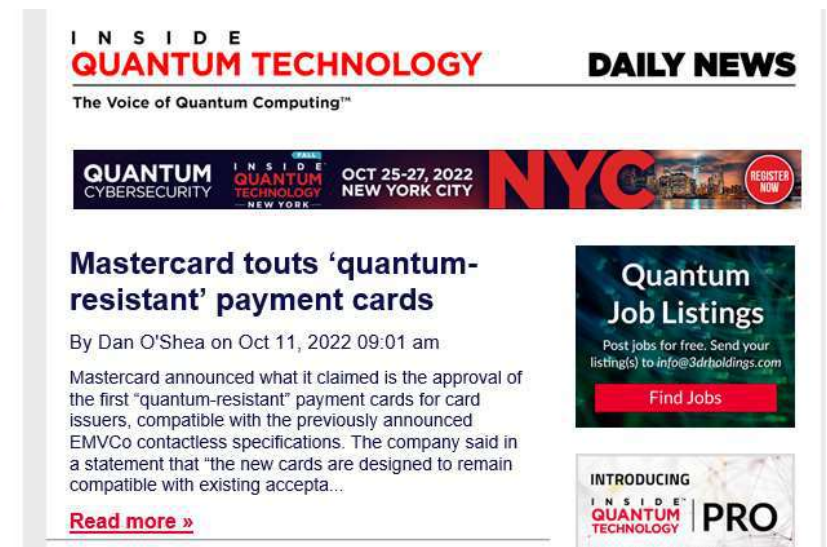 INSIDE
QUANTUM TECHNOLOGY
DAILY NEWS
The Voice of Quantum Computing™
QUANTUM
CYBERSECURITY
FALL
INSIDE
QUANTUM
TECHNOLOGY
NEW YORK
OCT 25-27, 2022
NEW YORK CITY
NYC
REGISTER
NOW
Mastercard touts ‘quantum-
resistant’ payment cards
By Dan O'Shea on Oct 11, 2022 09:01 am
Mastercard announced what it claimed is the approval of
the first “quantum-resistant” payment cards for card
issuers, compatible with the previously announced
EMVCo contactless specifications. The company said in
a statement that “the new cards are designed to remain
compatible with existing accepta...
Read more »
Quantum
Job Listings
Post jobs for free. Send your
listing(s) to info@3drholdings.com
Find Jobs
INTRODUCING
INSIDE™
QUANTUM
TECHNOLOGY
PRO